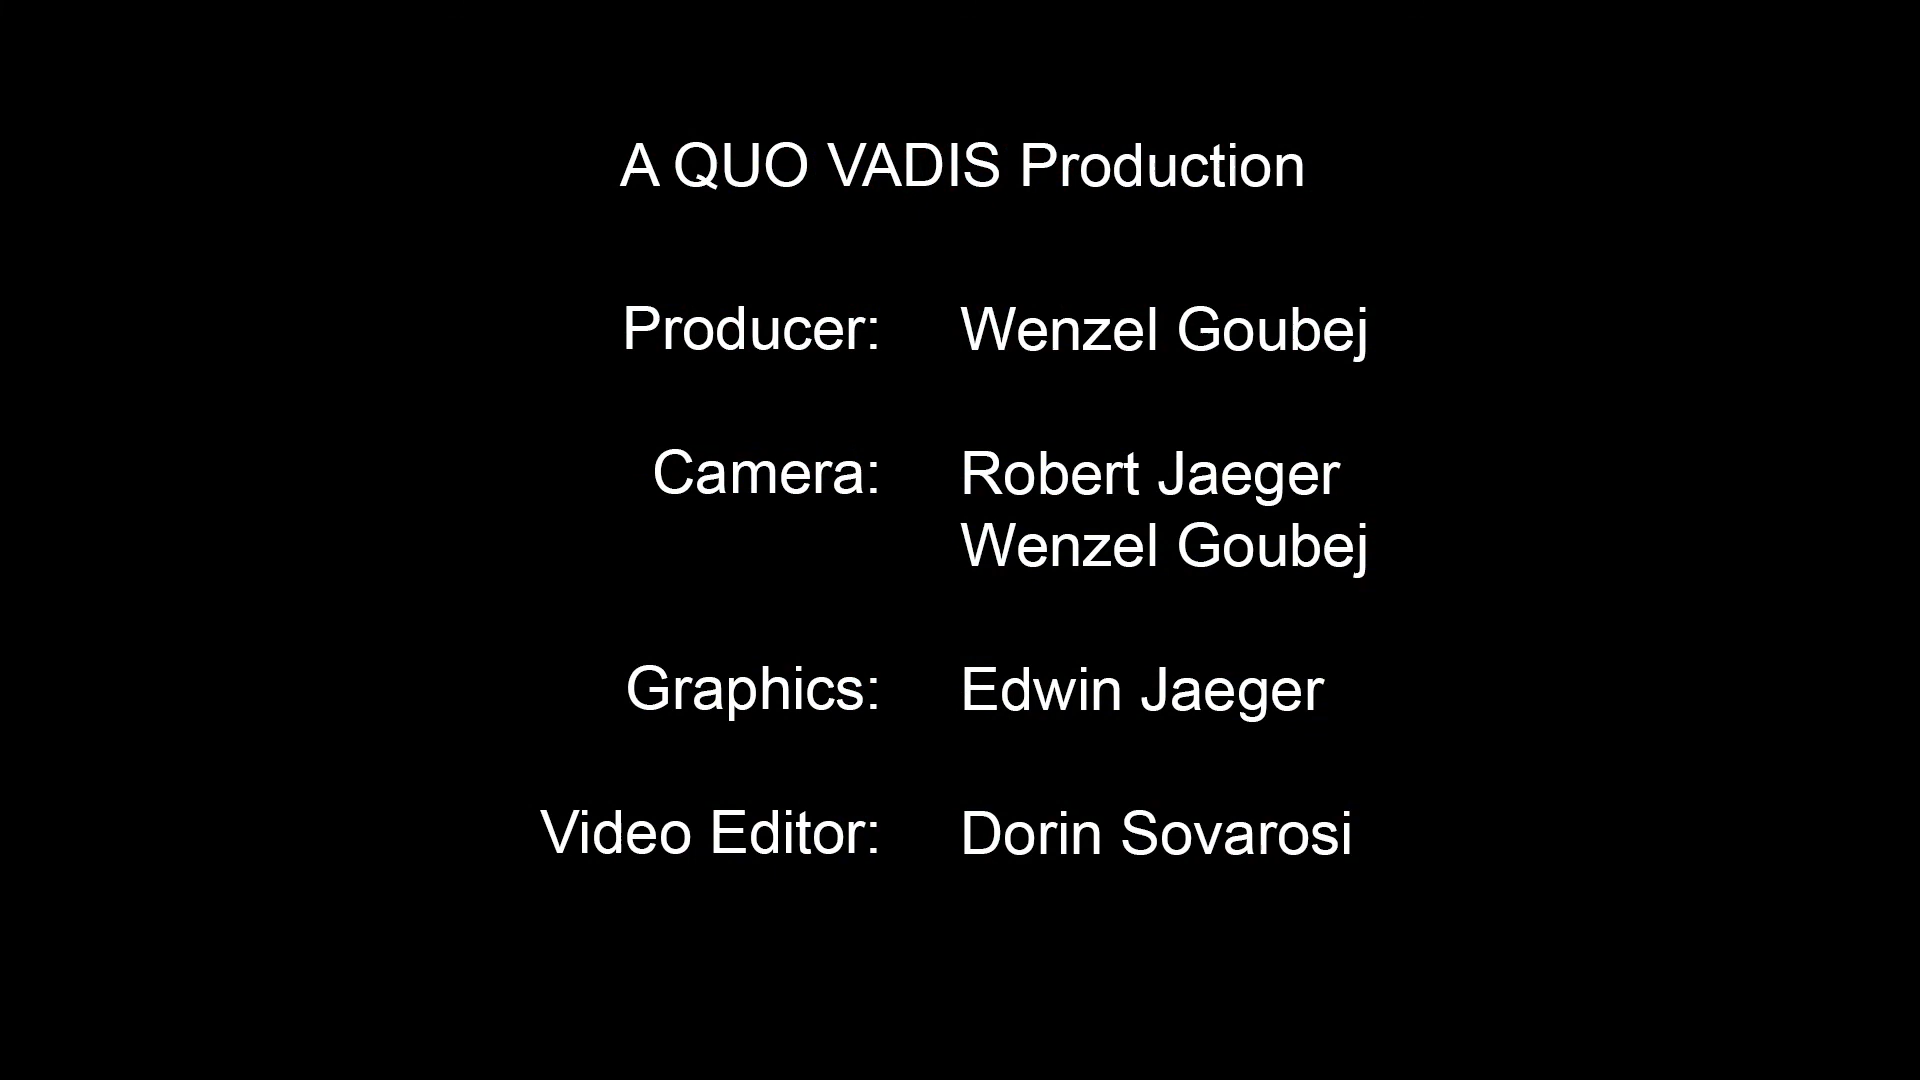 A QUO VADIS Production
Producer: Wenzel Goubej
Camera: Robert Jaeger
Wenzel Goubej
Graphics: Edwin Jaeger
Video Editor: Dorin Sovarosi